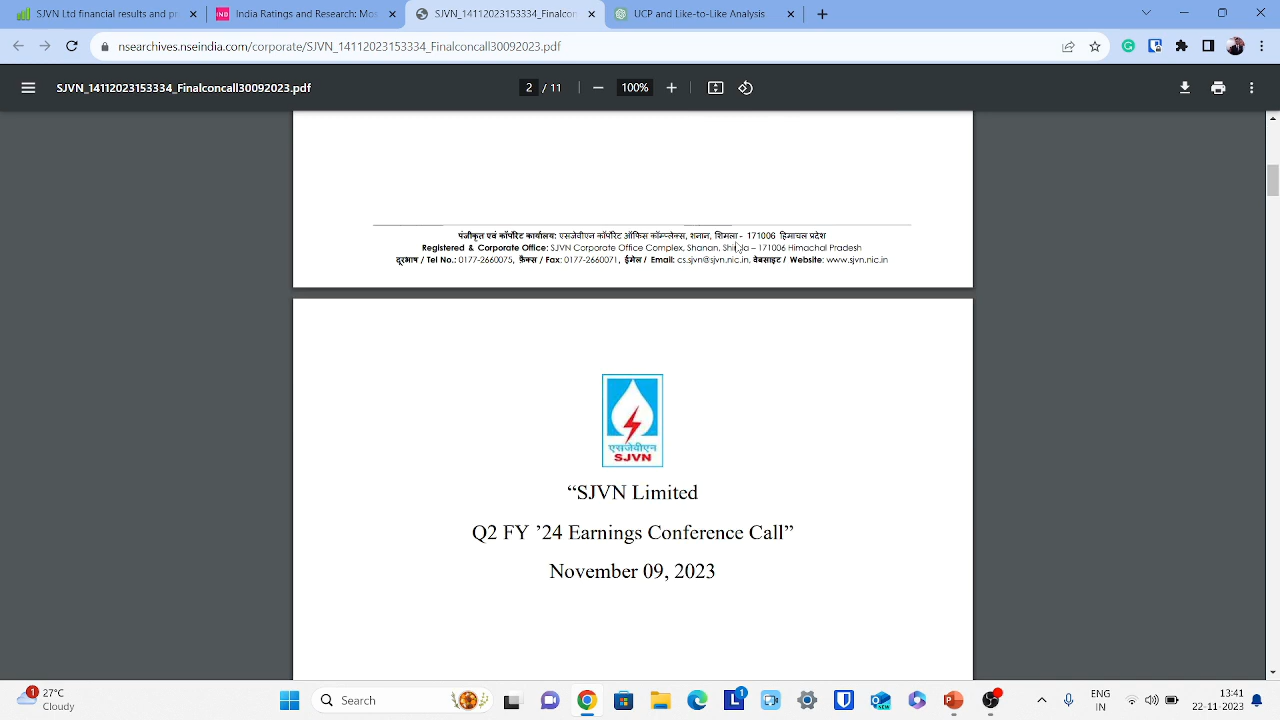 SJVN Ltd financial results and pr
India Ratings and Research: Mos
SJVN_14112023153334_Finalcon
UCP and Like-to-Like Analysis
nsearchives.nseindia.com/corporate/SJVN_14112023153334_Finalconcall30092023.pdf
SJVN_14112023153334_Finalconcall30092023.pdf
2 / 11
100%
पंजीकृत एवं कॉर्पोरेट कार्यालय: एसजेवीएन कॉर्पोरेट ऑफिस कॉम्प्लेक्स, शनान, शिमला - 171006 हिमाचल प्रदेश
Registered & Corporate Office: SJVN Corporate Office Complex, Shanan, Shimla – 171006 Himachal Pradesh
दूरभाष / Tel No.: 0177-2660075, फ़ैक्स / Fax: 0177-2660071, ईमेल / Email: cs.sjvn@sjvn.nic.in, वेबसाइट / Website: www.sjvn.nic.in
एसजेवीएन
SJVN
“SJVN Limited
Q2 FY ’24 Earnings Conference Call”
November 09, 2023
1
27°C
Cloudy
Search
1
ENG
IN
13:41
22-11-2023